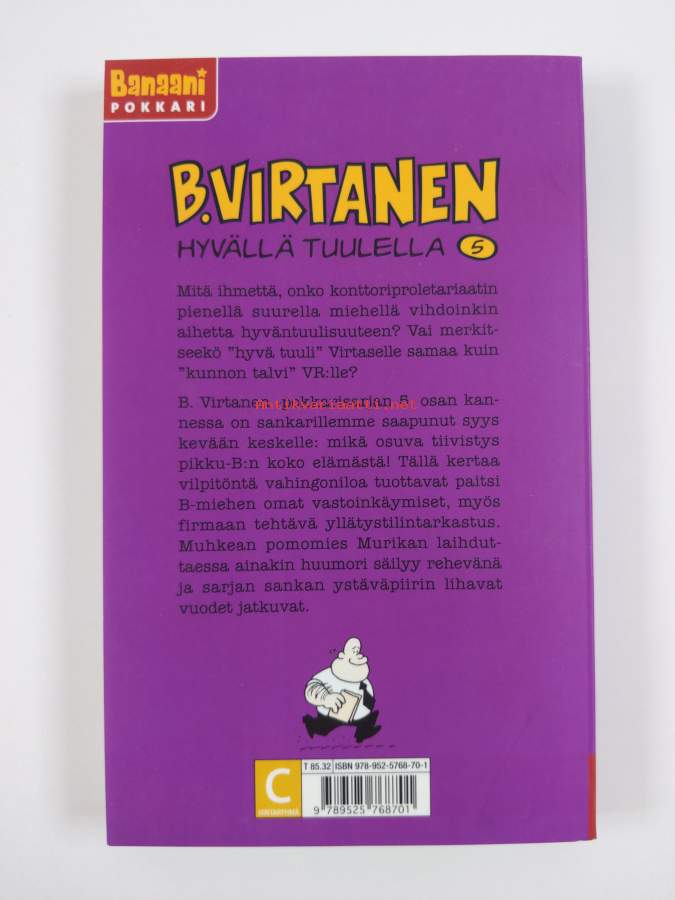 Banaani
POKKARI
B.VIRTANEN
HYVÄLLÄ TUULELLA 5
Mitä ihmettä, onko konttoriproletariaatin
pienellä suurella miehellä vihdoinkin
aihetta hyväntuulisuuteen? Vai merkit-
seekö "hyvä tuuli" Virtaselle samaa kuin
"kunnon talvi" VR:lle?
B. Virtanen -pokkarisarjan 5. osan kan-
Antikvariaatti.net
nessa on sankarillemme saapunut syys
kevään keskelle: mikä osuva tiivistys
pikku-B:n koko elämästä! Tällä kertaa
vilpitöntä vahingoniloa tuottavat paitsi
B-miehen omat vastoinkäymiset, myös
firmaan tehtävä yllätystilintarkastus.
Muhkean pomomies Murikan laihdut-
taessa ainakin huumori säilyy rehevänä
ja sarjan sankan ystäväpiirin lihavat
vuodet jatkuvat.
T 85.32 ISBN 978-952-5768-70-1
C
HINTARYHMÄ
9 789525 768701